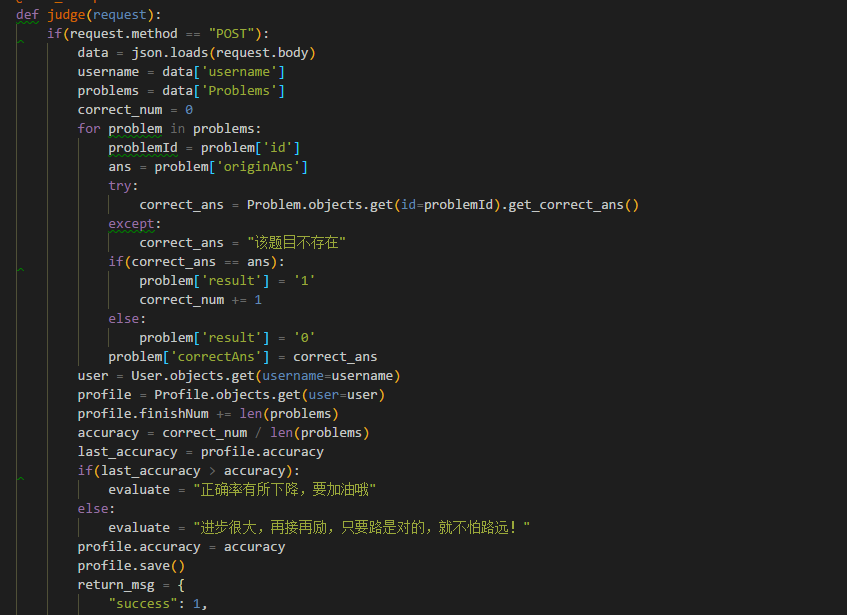 def judge(request):
    if(request.method == "POST"):
        data = json.loads(request.body)
        username = data['username']
        problems = data['Problems']
        correct_num = 0
        for problem in problems:
            problemId = problem['id']
            ans = problem['originAns']
            try:
                correct_ans = Problem.objects.get(id=problemId).get_correct_ans()
            except:
                correct_ans = "该题目不存在"
            if(correct_ans == ans):
                problem['result'] = '1'
                correct_num += 1
            else:
                problem['result'] = '0'
            problem['correctAns'] = correct_ans
        user = User.objects.get(username=username)
        profile = Profile.objects.get(user=user)
        profile.finishNum += len(problems)
        accuracy = correct_num / len(problems)
        last_accuracy = profile.accuracy
        if(last_accuracy > accuracy):
            evaluate = "正确率有所下降，要加油哦"
        else:
            evaluate = "进步很大，再接再励，只要路是对的，就不怕路远！"
        profile.accuracy = accuracy
        profile.save()
        return_msg = {
            "success": 1,